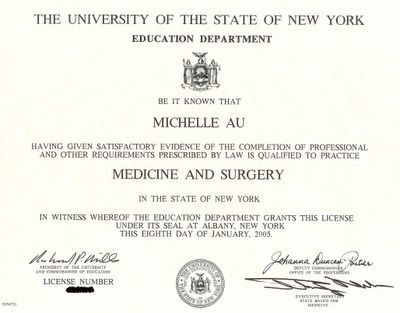 THE UNIVERSITY OF THE STATE OF NEW YORK
EDUCATION DEPARTMENT
BE IT KNOWN THAT
MICHELLE AU
HAVING GIVEN SATISFACTORY EVIDENCE OF THE COMPLETION OF PROFESSIONAL
AND OTHER REQUIREMENTS PRESCRIBED BY LAW IS QUALIFIED TO PRACTICE
MEDICINE AND SURGERY
IN THE STATE OF NEW YORK
IN WITNESS WHEREOF THE EDUCATION DEPARTMENT GRANTS THIS LICENSE
UNDER ITS SEAL AT ALBANY, NEW YORK
THIS EIGHTH DAY OF JANUARY, 2005.
PRESIDENT OF THE UNIVERSITY
AND COMMISSIONER OF EDUCATION
LICENSE NUMBER
Johanna Duncan-Poitier
DEPUTY COMMISSIONER
OFFICE OF THE PROFESSIONS
EXECUTIVE SECRETARY
STATE BOARD FOR
MEDICINE